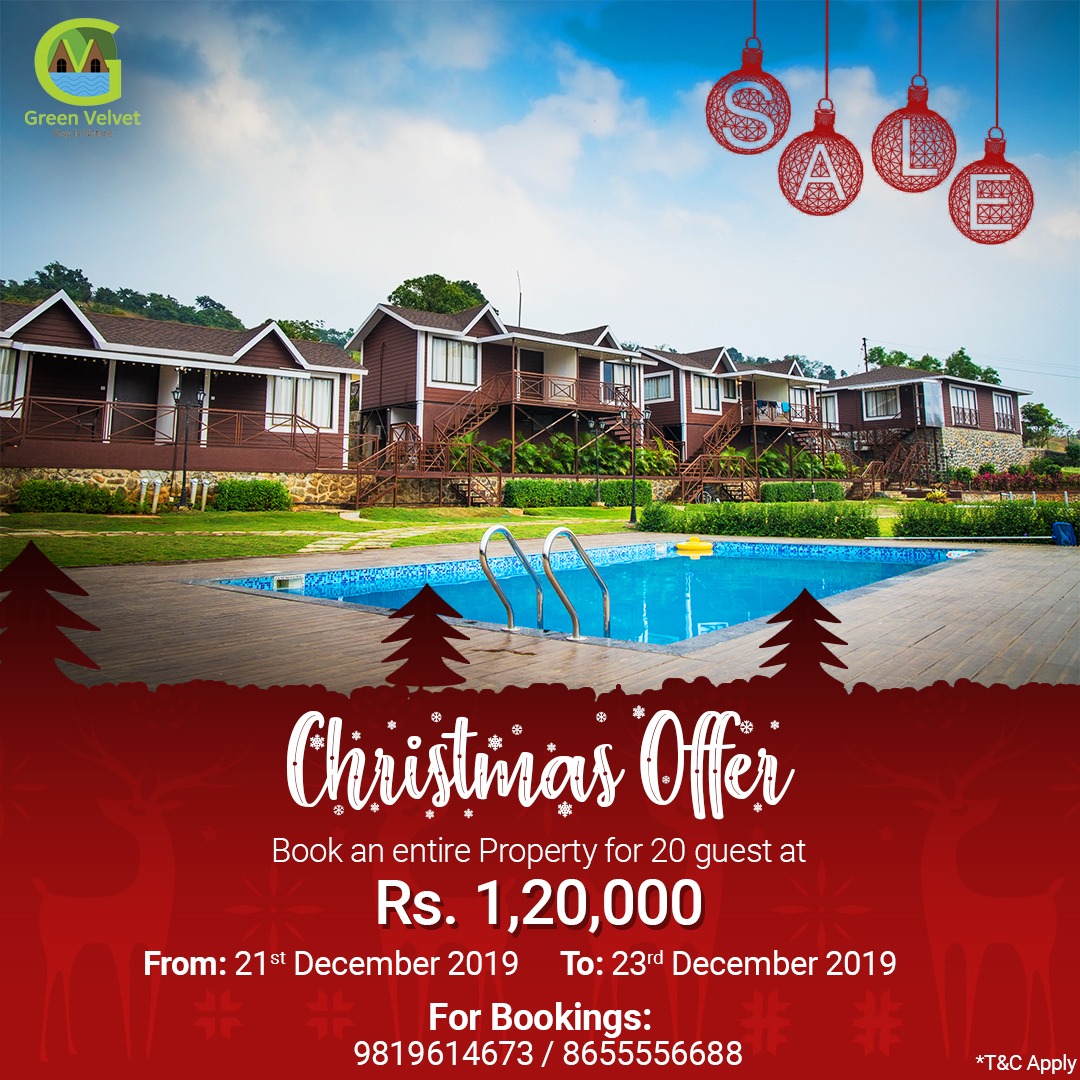 Green Velvet
SALE
Christmas Offer
Book an entire Property for 20 guest at
Rs. 1,20,000
From: 21st December 2019 To: 23rd December 2019
For Bookings:
9819614673 / 8655556688
*T&C Apply